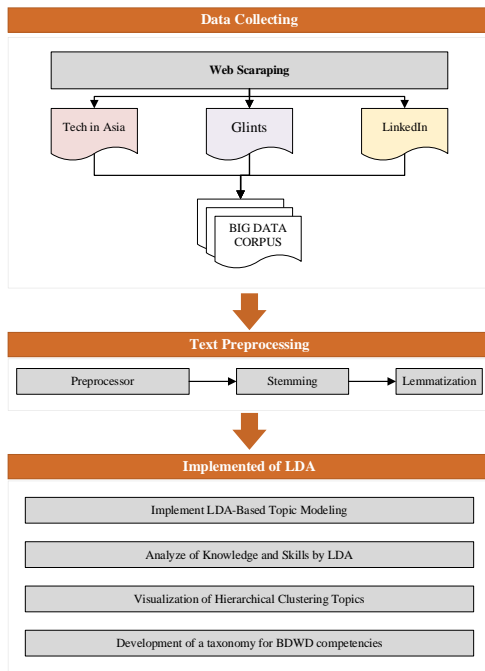 Data Collecting
Web Scaraping
Tech in Asia
Glints
LinkedIn
BIG DATA
CORPUS
Text Preprocessing
Preprocessor
Stemming
Lemmatization
Implemented of LDA
Implement LDA-Based Topic Modeling
Analyze of Knowledge and Skills by LDA
Visualization of Hierarchical Clustering Topics
Development of a taxonomy for BDWD competencies